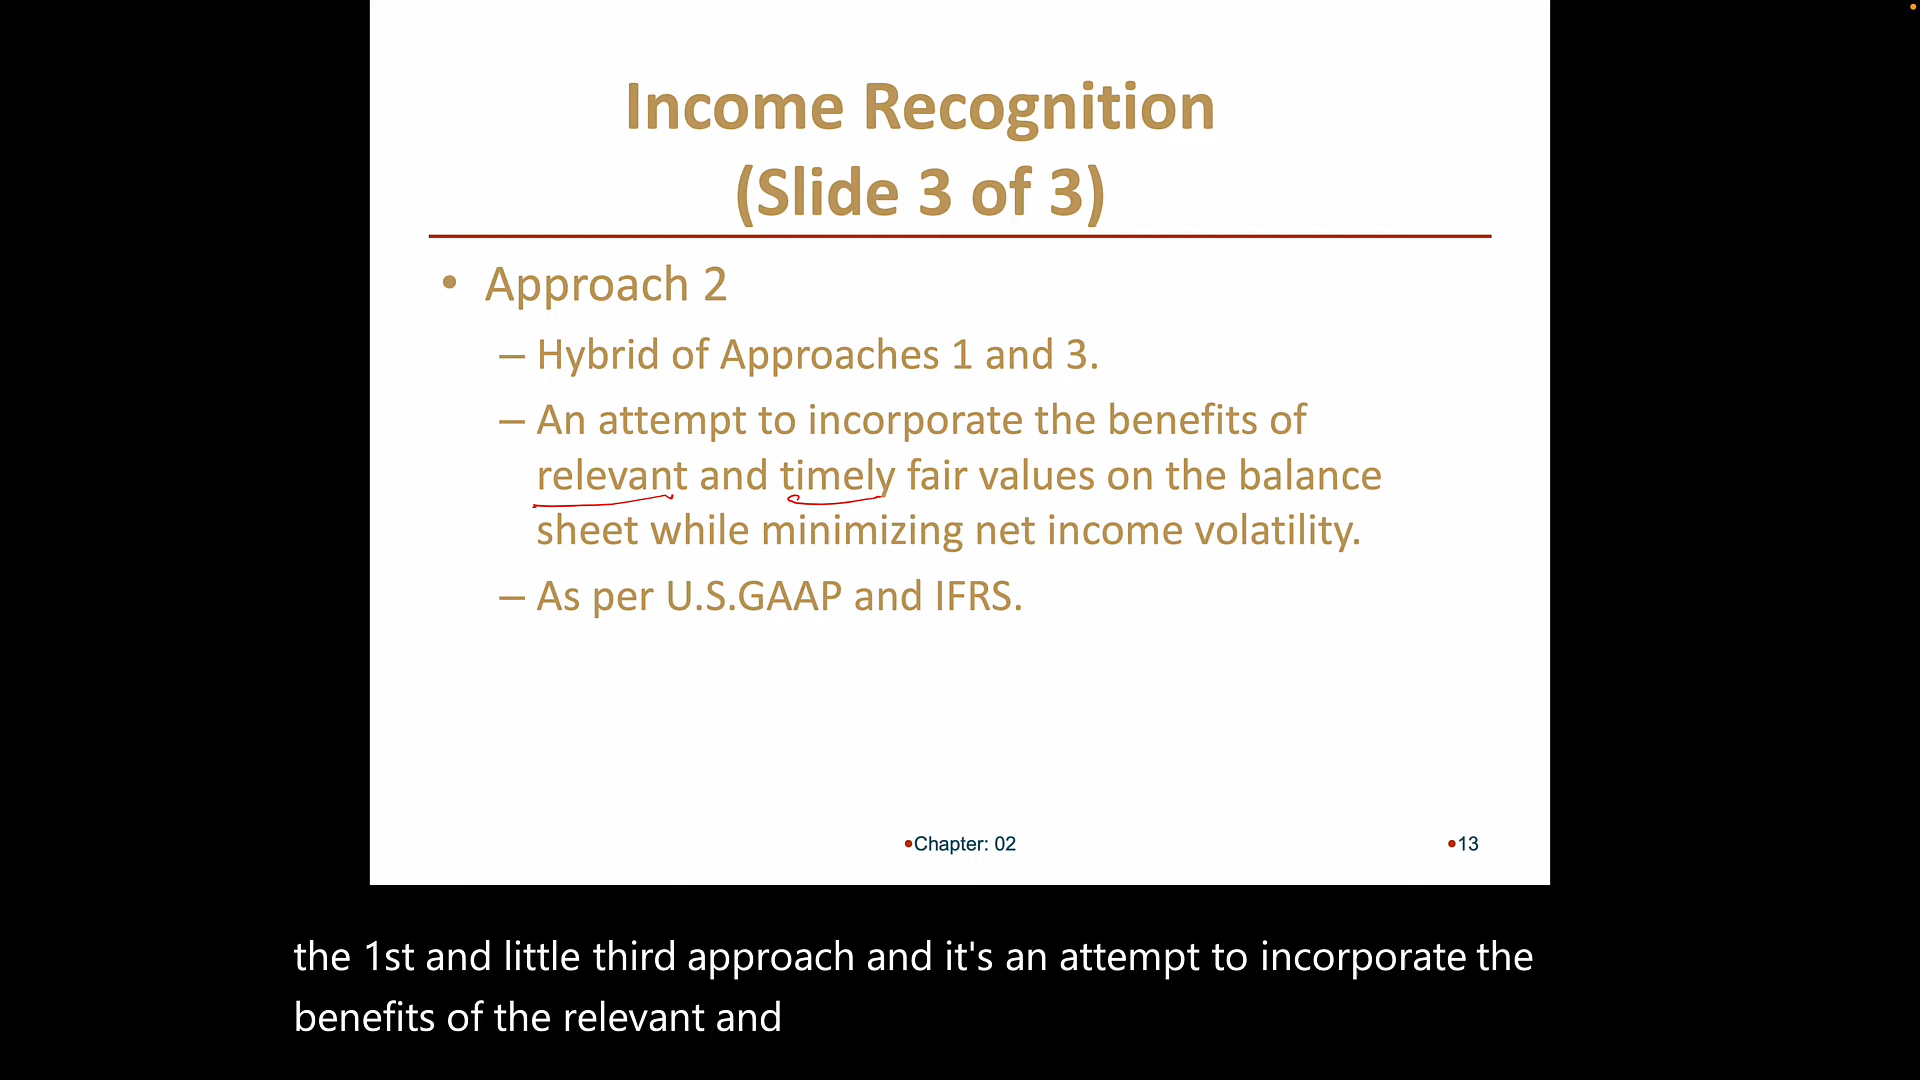 Income Recognition
(Slide 3 of 3)
• Approach 2
– Hybrid of Approaches 1 and 3.
– An attempt to incorporate the benefits of
relevant and timely fair values on the balance
sheet while minimizing net income volatility.
– As per U.S.GAAP and IFRS.
•Chapter: 02
•13
the 1st and little third approach and it's an attempt to incorporate the
benefits of the relevant and